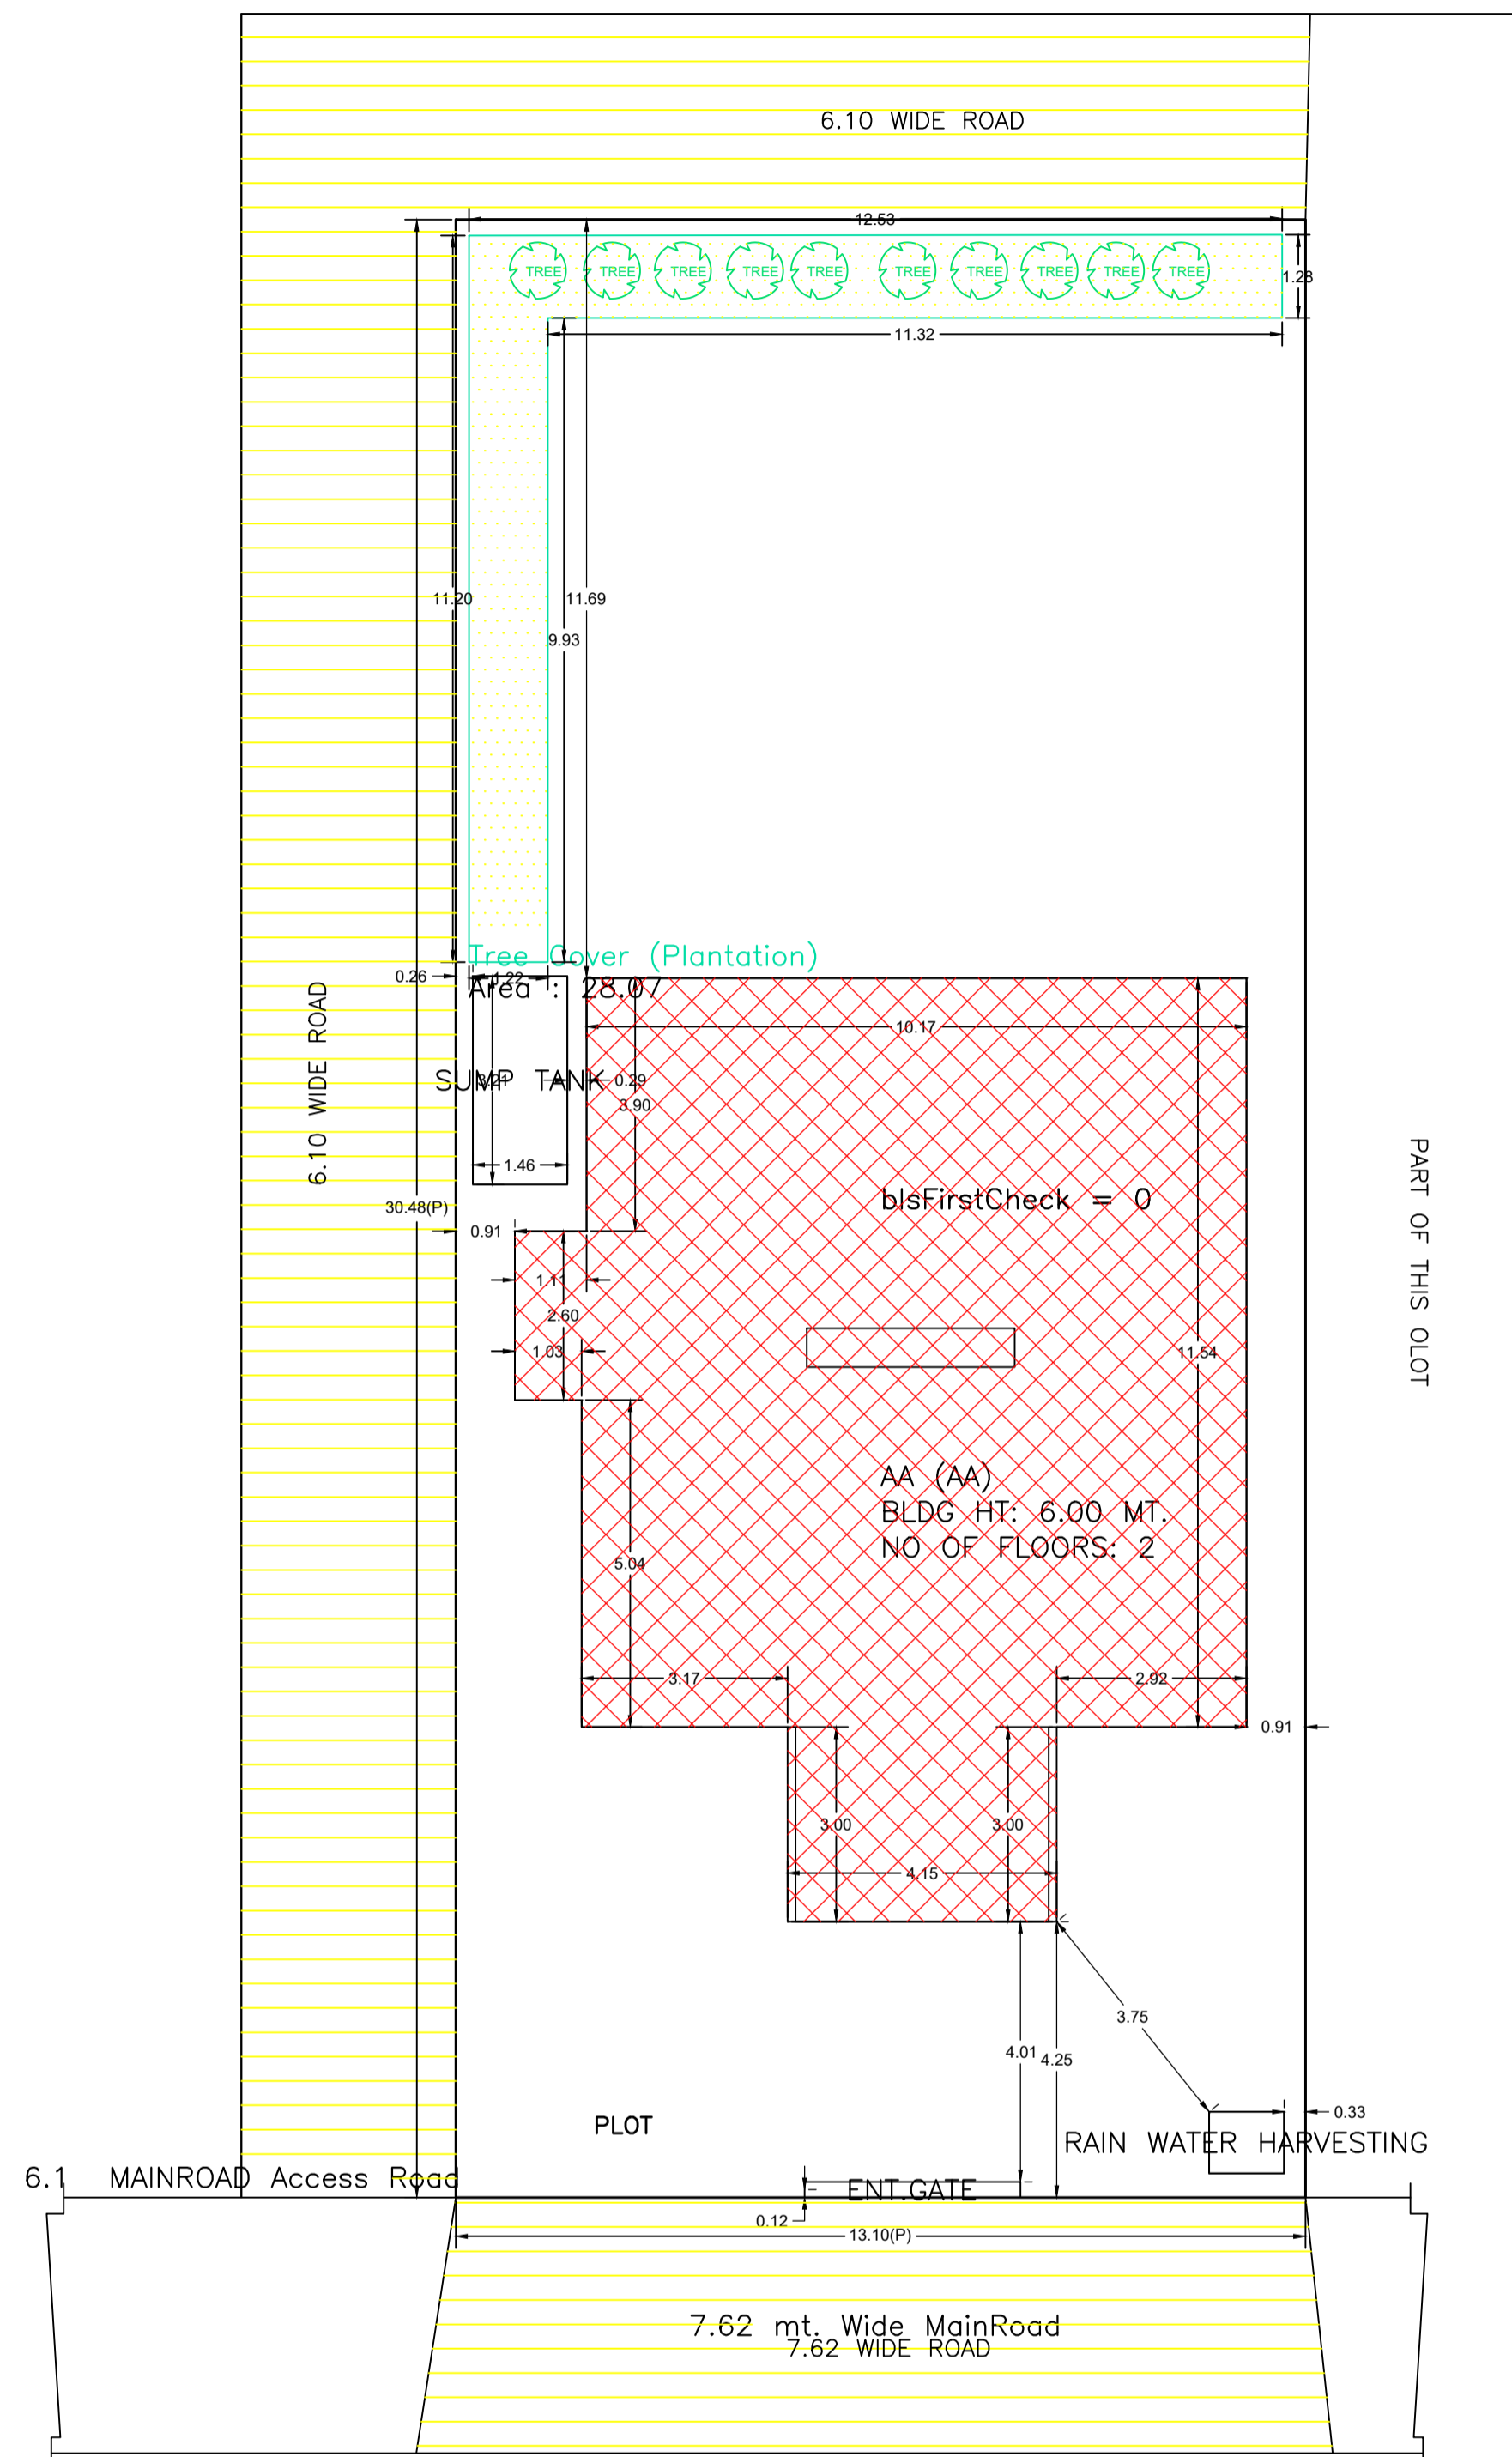 6.10 WIDE ROAD
12.53
TREE TREE TREE TREE TREE TREE TREE TREE TREE TREE
1.28
11.32
11.20
11.69
9.93
Tree Cover (Plantation)
0.26
1.22
Area : 28.07
6.10 WIDE ROAD
10.17
SUMP TANK
3.21
0.29
3.90
1.46
blsFirstCheck = 0
30.48(P)
0.91
PART OF THIS OLOT
1.11
2.60
1.03
11.54
AA (AA)
BLDG HT: 6.00 MT.
NO OF FLOORS: 2
5.04
3.17
2.92
0.91
3.00
3.00
4.15
3.75
4.01
4.25
PLOT
0.33
RAIN WATER HARVESTING
6.1 MAINROAD Access Road
ENT.GATE
0.12
13.10(P)
7.62 mt. Wide MainRoad
7.62 WIDE ROAD